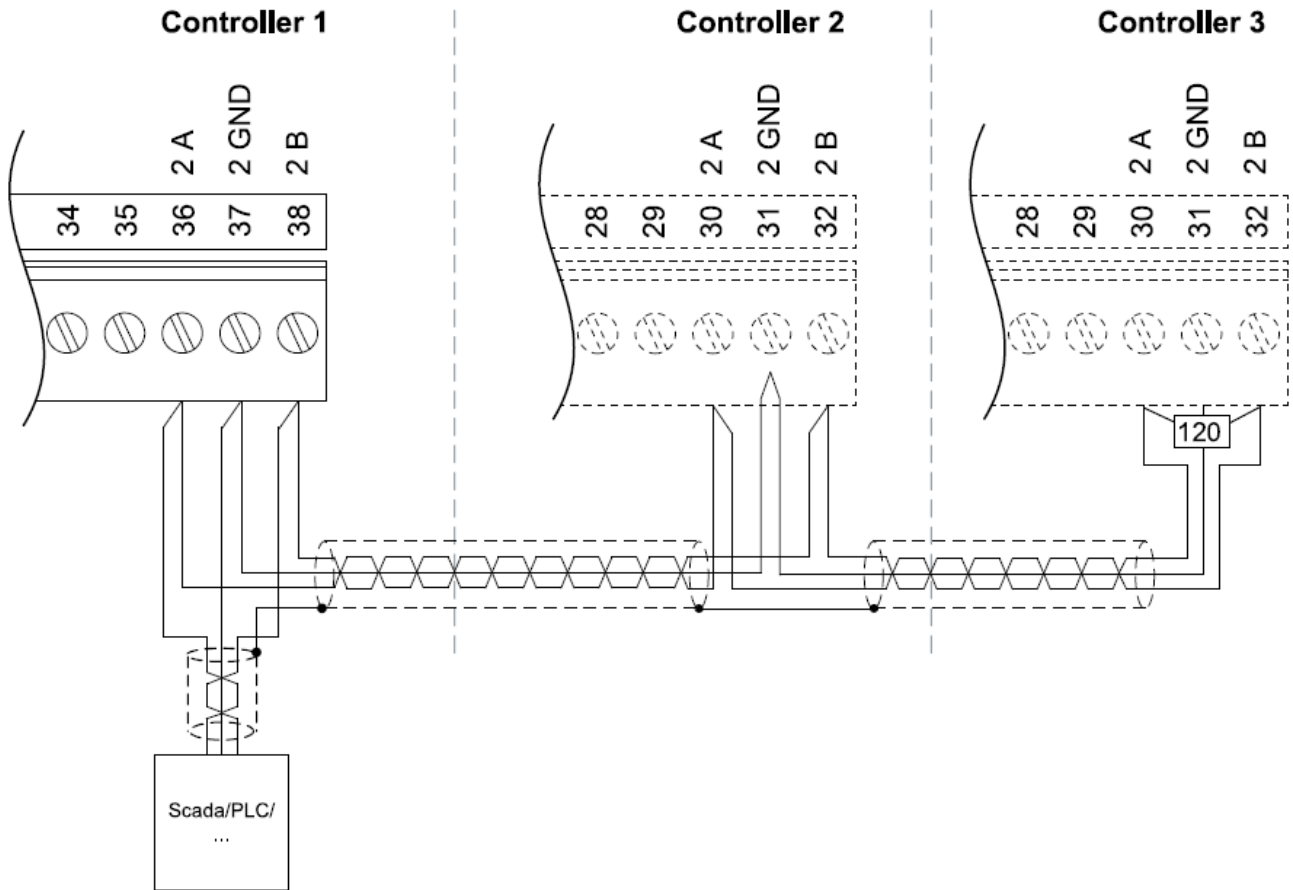 Controller 1
Controller 2
Controller 3
2 A
2 GND
2 B
2 A
2 GND
2 B
2 A
2 GND
2 B
34
35
36
37
38
28
29
30
31
32
28
29
30
31
32
120
Scada/PLC/
...